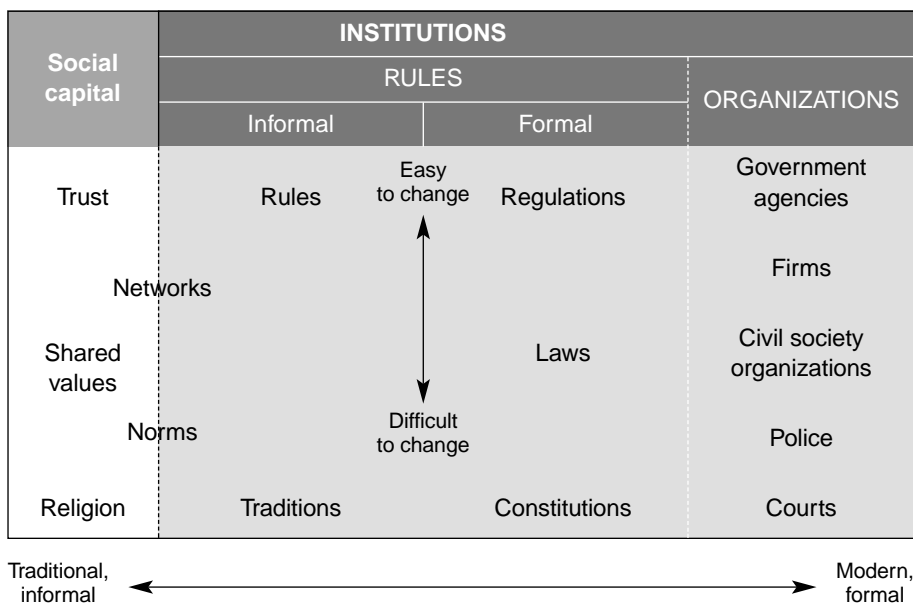 INSTITUTIONS
Social
capital
RULES
ORGANIZATIONS
Informal
Formal
Trust
Rules
Easy
to change
Regulations
Government
agencies
Networks
Firms
Shared
values
Laws
Civil society
organizations
Norms
Difficult
to change
Police
Religion
Traditions
Constitutions
Courts
Traditional,
informal
Modern,
formal